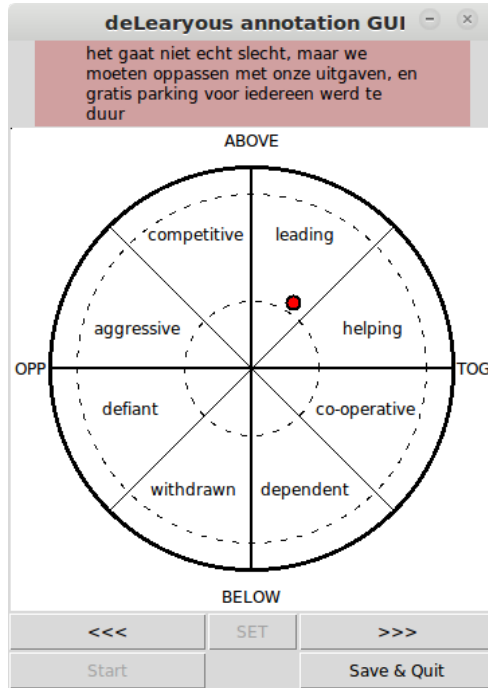 deLearyous annotation GUI
het gaat niet echt slecht, maar we
moeten oppassen met onze uitgaven, en
gratis parking voor iedereen werd te
duur
ABOVE
competitive leading
aggressive helping
OPP TOG
defiant co-operative
withdrawn dependent
BELOW
<<< SET >>>
Start Save & Quit